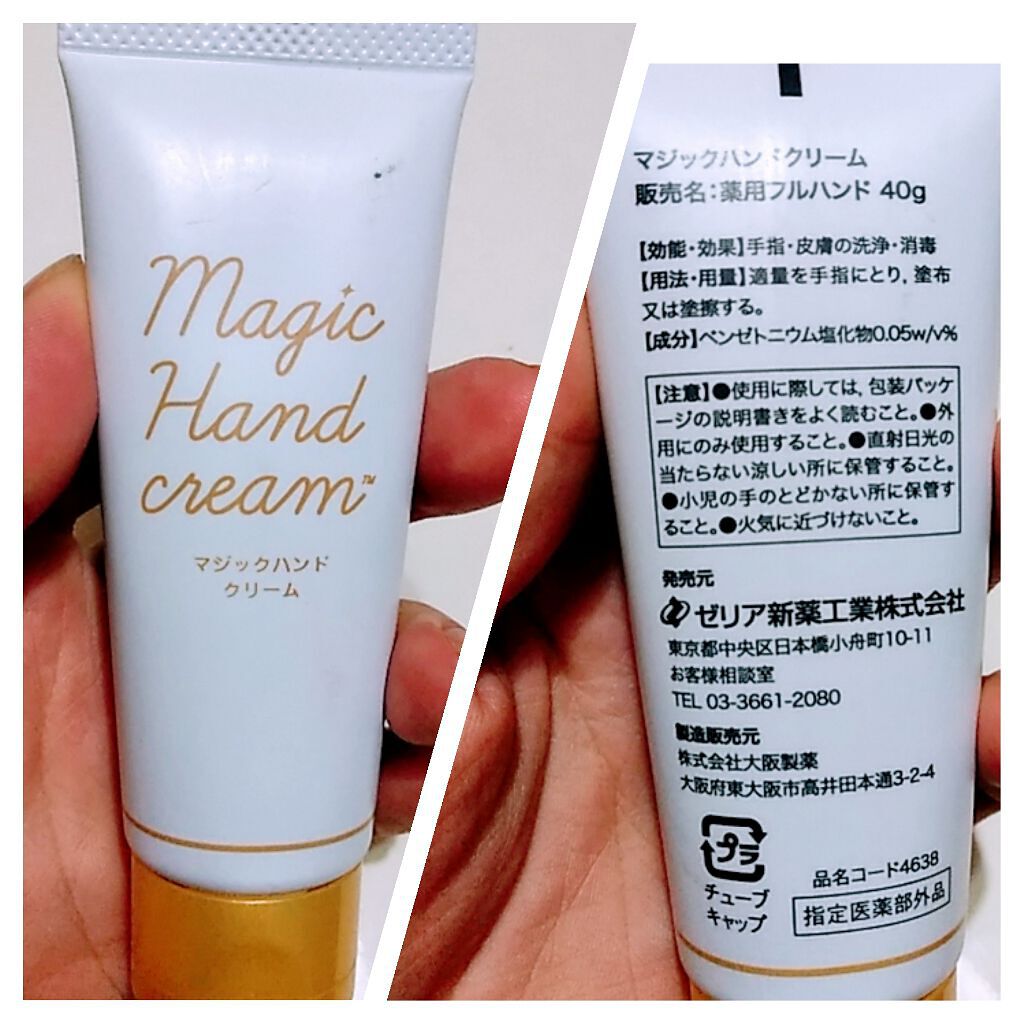 Magic
Hand
cream™
マジックハンド
クリーム
マジックハンドクリーム
販売名:薬用フルハンド 40g
【効能・効果】手指・皮膚の洗浄・消毒
【用法・用量】適量を手指にとり、塗布
又は塗擦する。
【成分】ベンゼトニウム塩化物0.05w/v%
【注意】●使用に際しては、包装パッケ
ージの説明書きをよく読むこと。●外
用にのみ使用すること。●直射日光の
当たらない涼しい所に保管すること。
●小児の手のとどかない所に保管す
ること。●火気に近づけないこと。
発売元
ゼリア新薬工業株式会社
東京都中央区日本橋小舟町10-11
お客様相談室
TEL 03-3661-2080
製造販売元
株式会社大阪製薬
大阪府東大阪市高井田本通3-2-4
プラ
チューブ
キャップ
品名コード4638
指定医薬部外品